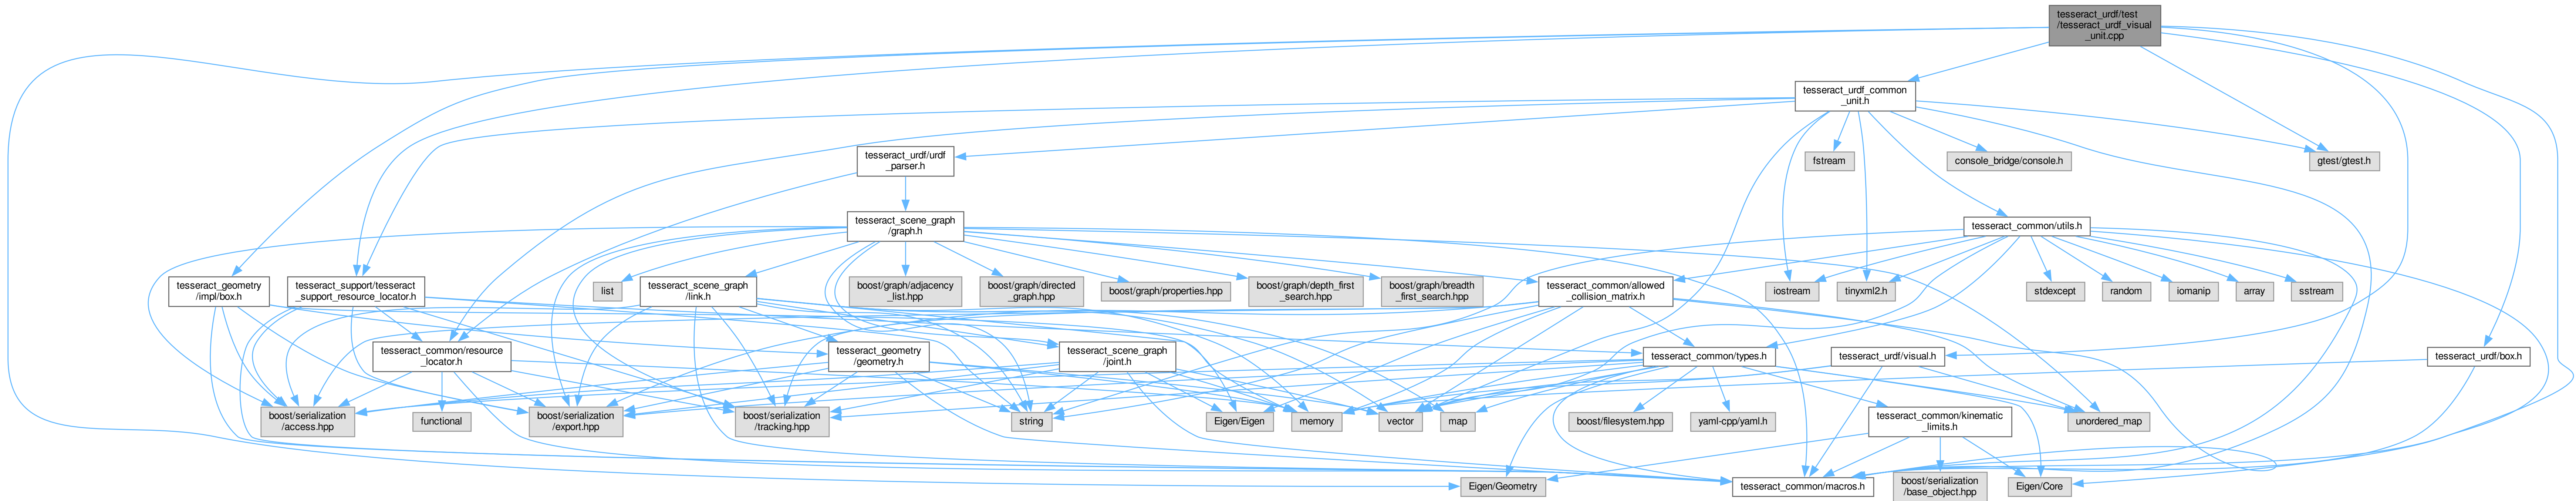 tesseract_urdf/test
/tesseract_urdf_visual
_unit.cpp
tesseract_urdf_common
_unit.h
tesseract_urdf/urdf
_parser.h
fstream
console_bridge/console.h
gtest/gtest.h
tesseract_scene_graph
/graph.h
tesseract_common/utils.h
tesseract_geometry
/impl/box.h
tesseract_support/tesseract
_support_resource_locator.h
list
tesseract_scene_graph
/link.h
boost/graph/adjacency
_list.hpp
boost/graph/directed
_graph.hpp
boost/graph/properties.hpp
boost/graph/depth_first
_search.hpp
boost/graph/breadth
_first_search.hpp
tesseract_common/allowed
_collision_matrix.h
iostream
tinyxml2.h
stdexcept
random
iomanip
array
sstream
tesseract_common/resource
_locator.h
tesseract_geometry
/geometry.h
tesseract_scene_graph
/joint.h
tesseract_common/types.h
tesseract_urdf/visual.h
tesseract_urdf/box.h
boost/serialization
/access.hpp
functional
boost/serialization
/export.hpp
boost/serialization
/tracking.hpp
string
Eigen/Eigen
memory
vector
map
boost/filesystem.hpp
yaml-cpp/yaml.h
tesseract_common/kinematic
_limits.h
unordered_map
Eigen/Geometry
tesseract_common/macros.h
boost/serialization
/base_object.hpp
Eigen/Core